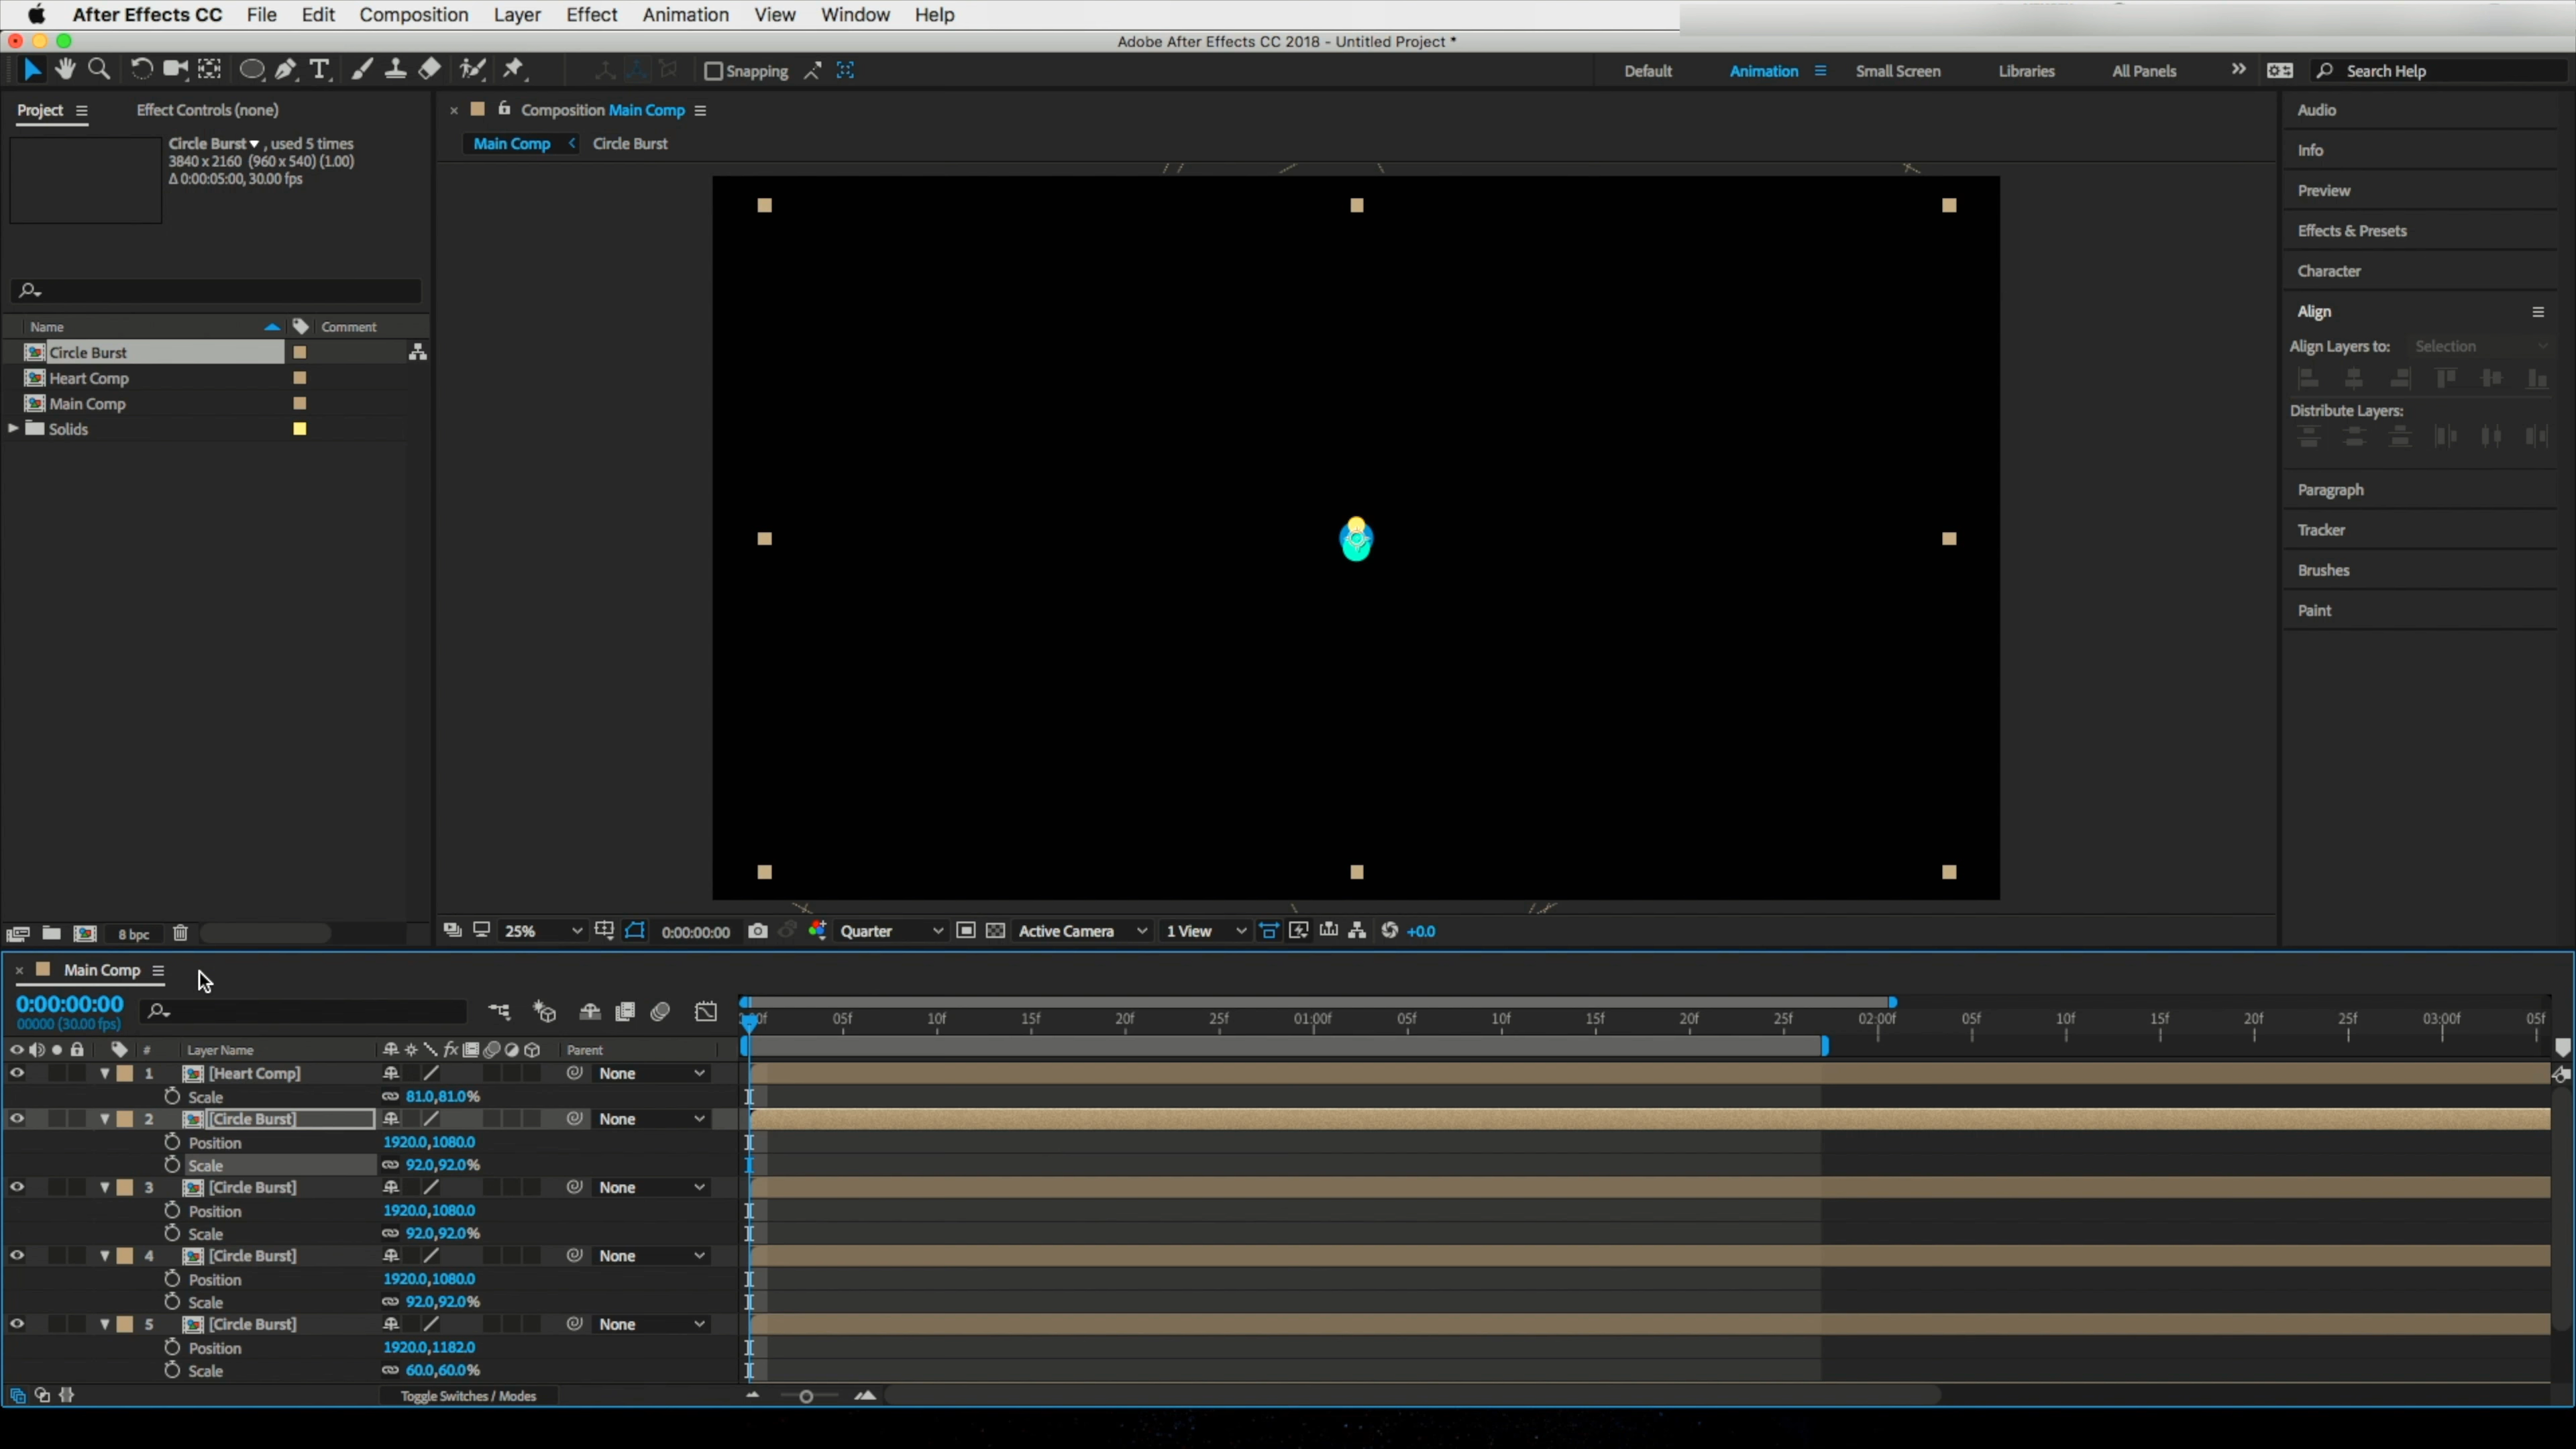 After Effects CC File Edit Composition Layer Effect Animation View Window Help
Adobe After Effects CC 2018 - Untitled Project *
Snapping Default Animation Small Screen Libraries All Panels Search Help
Project Effect Controls (none)
Circle Burst , used 5 times
3840 x 2160 (960 x 540) (1.00)
Δ 0:00:05:00, 30.00 fps
Name Comment
Circle Burst
Heart Comp
Main Comp
Solids
8 bpc
Composition Main Comp
Main Comp Circle Burst
25% 0:00:00:00 Quarter Active Camera 1 View +0.0
Audio
Info
Preview
Effects & Presets
Character
Align
Align Layers to: Selection
Distribute Layers:
Paragraph
Tracker
Brushes
Paint
Main Comp
0:00:00:00
00000 (30.00 fps)
05f 10f 15f 20f 25f 01:00f 05f 10f 15f 20f 25f 02:00f 05f 10f 15f 20f 25f 03:00f 05f
# Layer Name fx Parent
1 [Heart Comp] None
Scale 81.0,81.0%
2 [Circle Burst] None
Position 1920.0,1080.0
Scale 92.0,92.0%
3 [Circle Burst] None
Position 1920.0,1080.0
Scale 92.0,92.0%
4 [Circle Burst] None
Position 1920.0,1080.0
Scale 92.0,92.0%
5 [Circle Burst] None
Position 1920.0,1182.0
Scale 60.0,60.0%
Toggle Switches / Modes